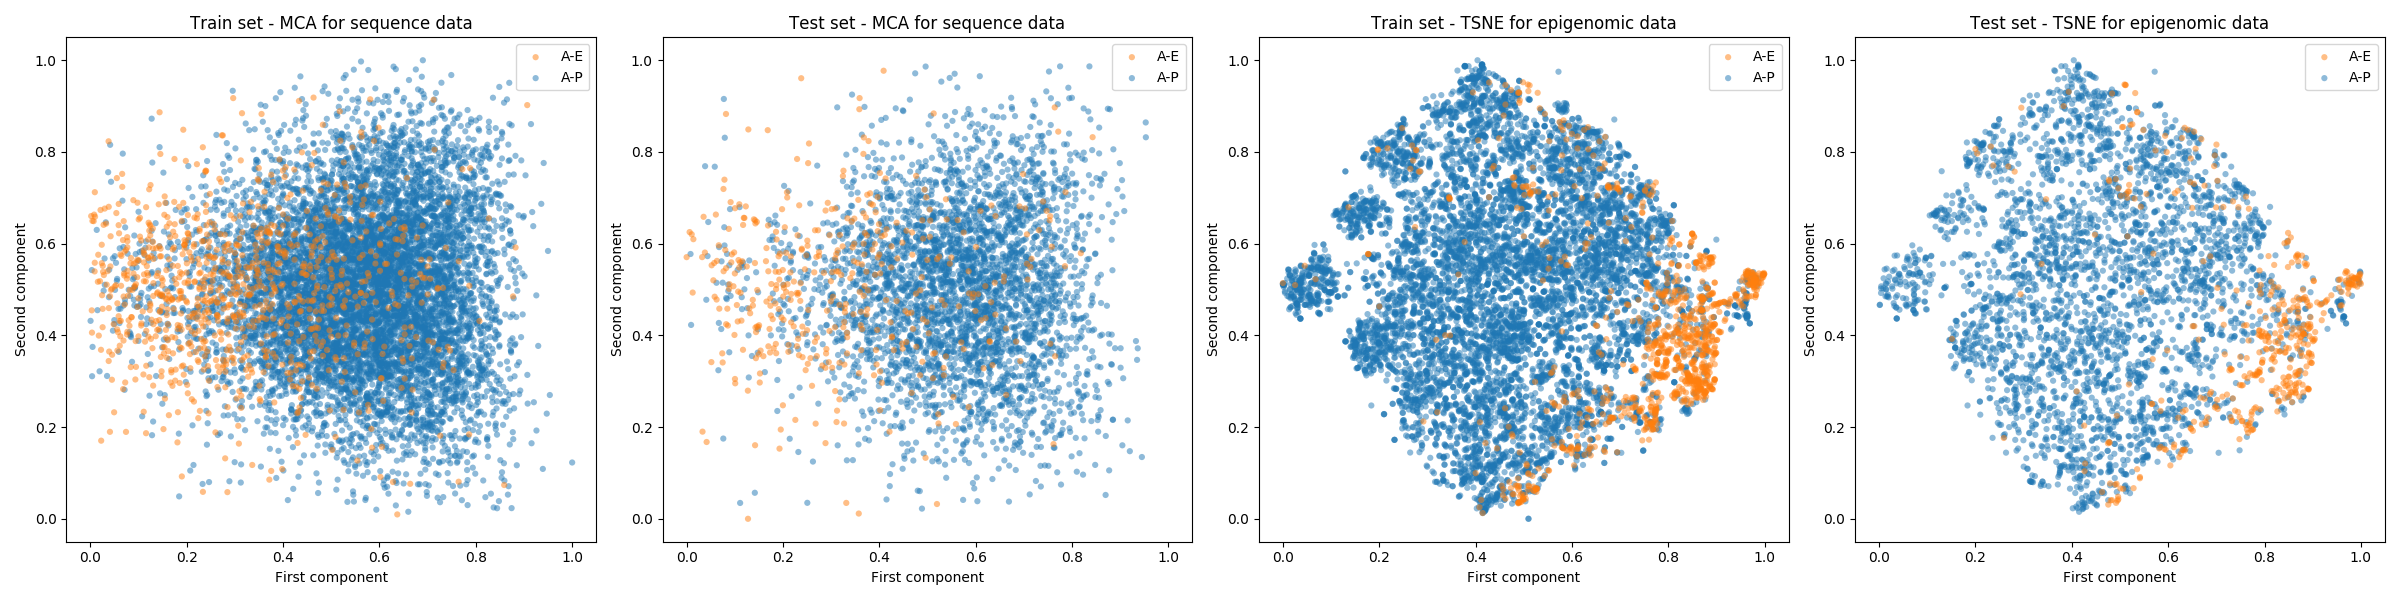 Train set - MCA for sequence data
A-E
A-P
1.0
0.8
0.6
0.4
0.2
0.0
Second component
0.0 0.2 0.4 0.6 0.8 1.0
First component
Test set - MCA for sequence data
A-E
A-P
1.0
0.8
0.6
0.4
0.2
0.0
Second component
0.0 0.2 0.4 0.6 0.8 1.0
First component
Train set - TSNE for epigenomic data
A-E
A-P
1.0
0.8
0.6
0.4
0.2
0.0
Second component
0.0 0.2 0.4 0.6 0.8 1.0
First component
Test set - TSNE for epigenomic data
A-E
A-P
1.0
0.8
0.6
0.4
0.2
0.0
Second component
0.0 0.2 0.4 0.6 0.8 1.0
First component